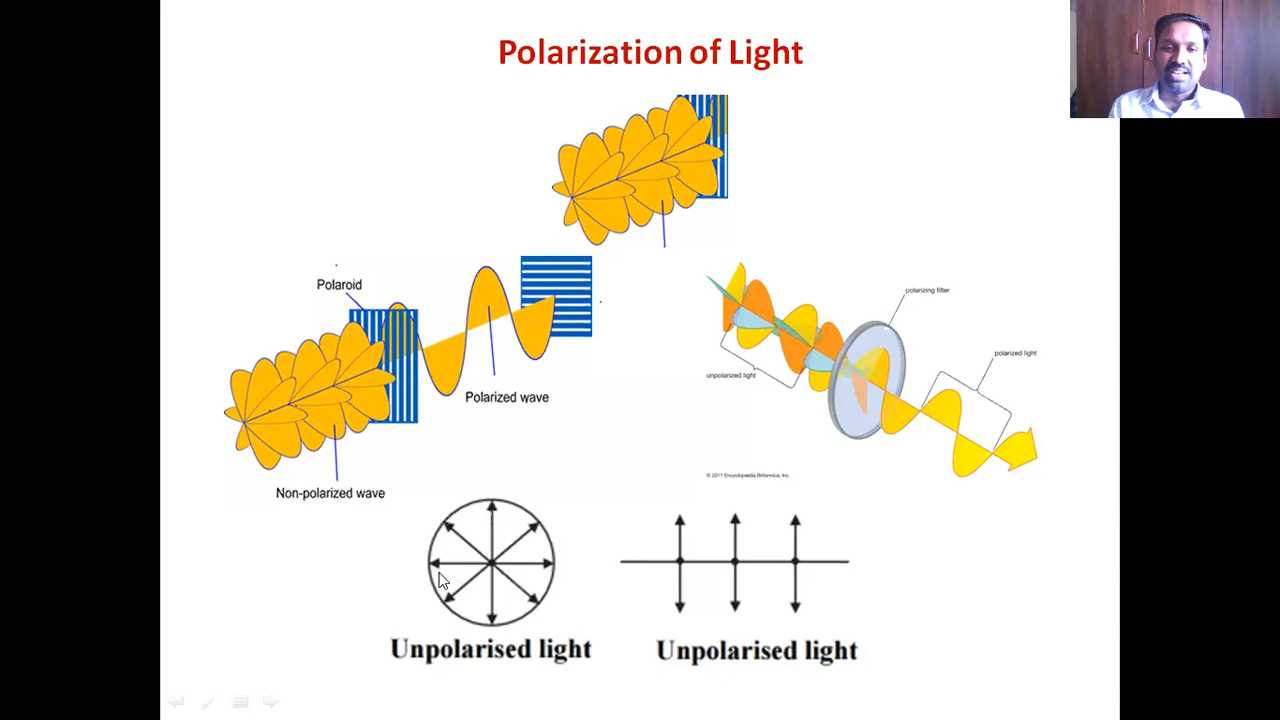 Polarization of Light
Polaroid
polarizing filter
polarized light
unpolarized light
Polarized wave
© 2011 Encyclopædia Britannica, Inc.
Non-polarized wave
Unpolarised light
Unpolarised light